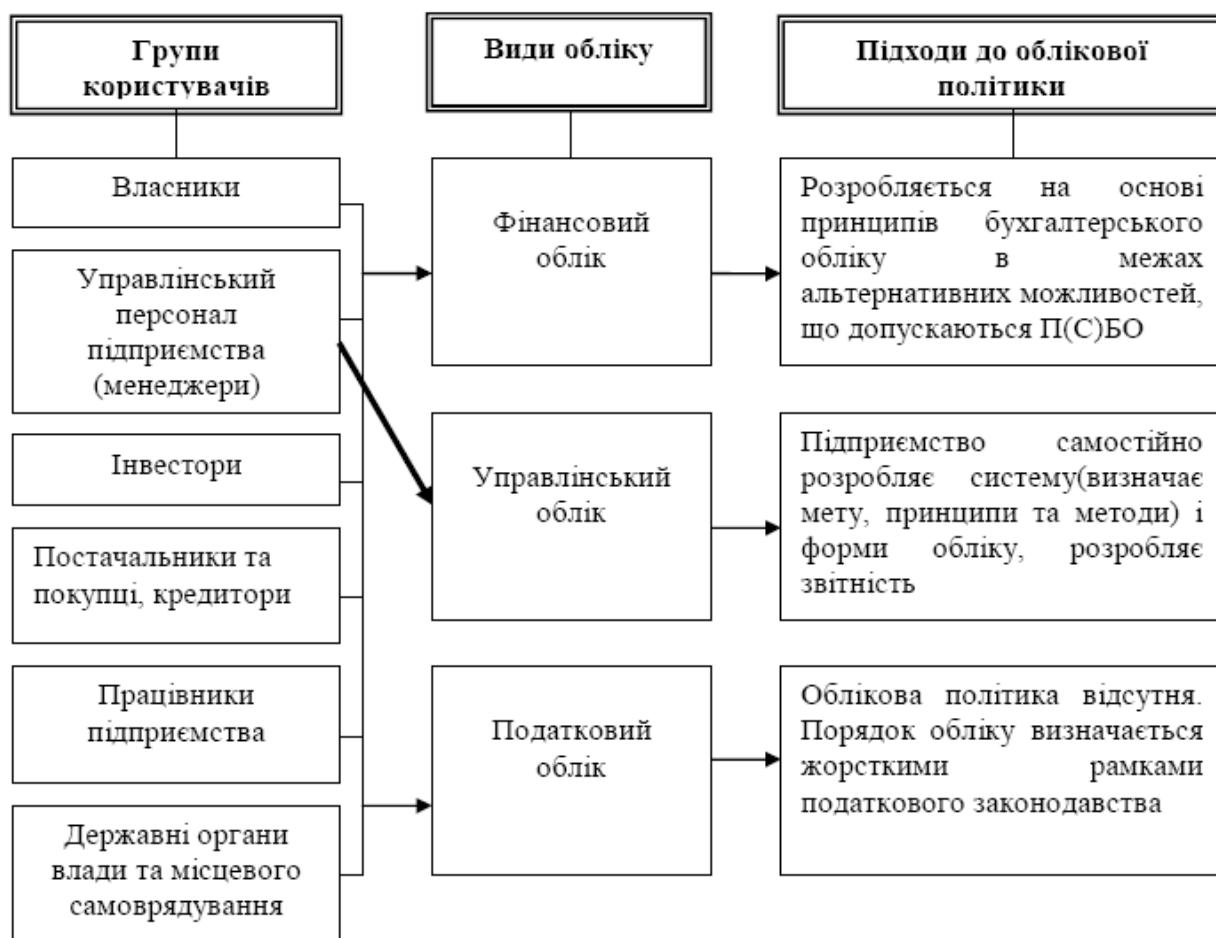 Групи
користувачів
Види обліку
Підходи до облікової
політики
Власники
Управлінський
персонал
підприємства
(менеджери)
Інвестори
Постачальники та
покупці, кредитори
Працівники
підприємства
Державні органи
влади та місцевого
самоврядування
Фінансовий
облік
Управлінський
облік
Податковий
облік
Розробляється на основі
принципів бухгалтерського
обліку в межах
альтернативних можливостей,
що допускаються П(С)БО
Підприємство самостійно
розробляє систему(визначає
мету, принципи та методи) і
форми обліку, розробляє
звітність
Облікова політика відсутня.
Порядок обліку визначається
жорсткими рамками
податкового законодавства